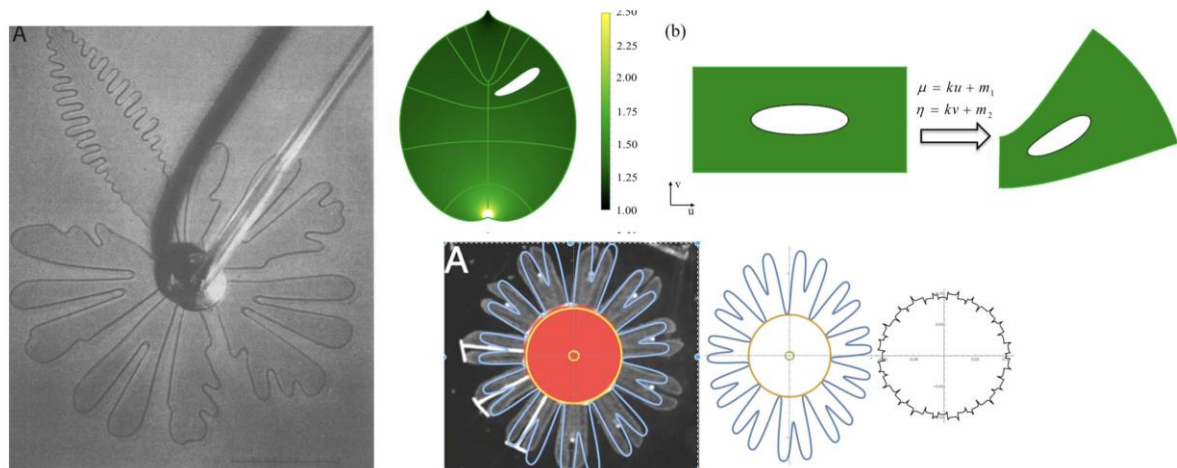 A
2.50
2.25
2.00
1.75
1.50
1.25
1.00
(b)
μ = ku + m₁
η = kv + m₂
v
u
A